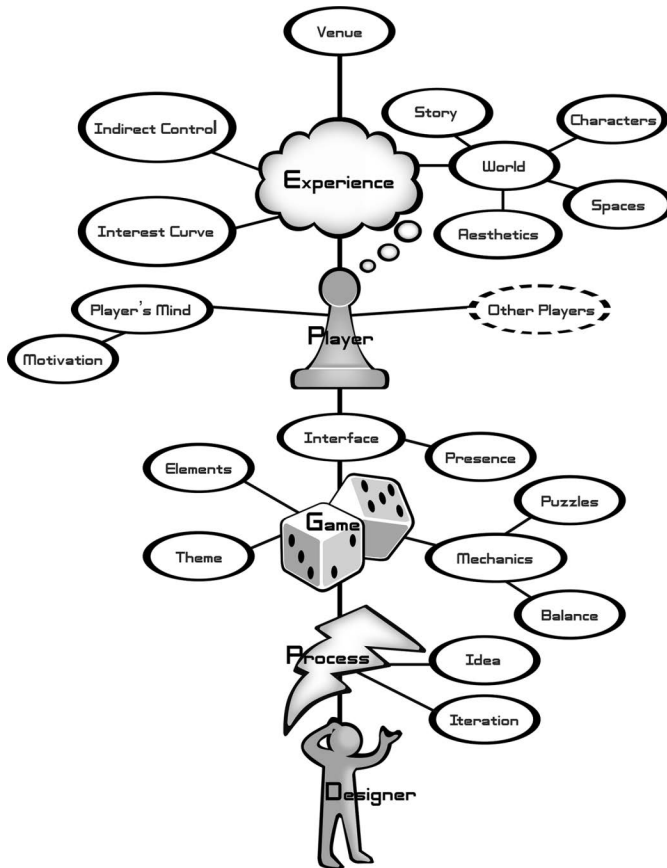 Venue
Indirect Control
Story
Characters
Experience
World
Interest Curve
Aesthetics
Spaces
Player's Mind
Other Players
Player
Motivation
Interface
Elements
Presence
Puzzles
Game
Theme
Mechanics
Balance
Process
Idea
Iteration
Designer